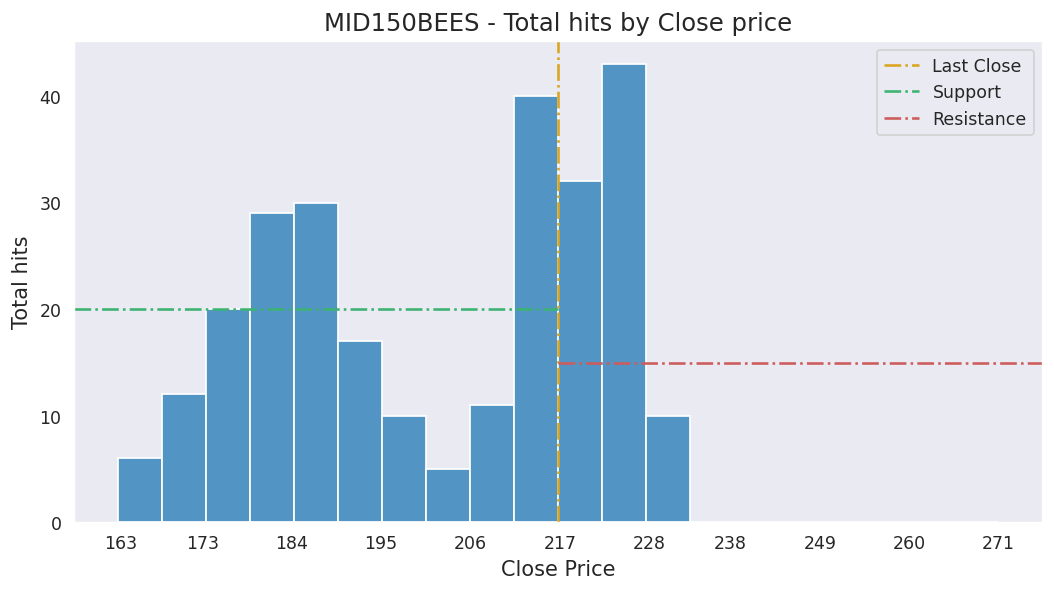 MID150BEES - Total hits by Close price
Last Close
Support
Resistance
Total hits
40
30
20
10
0
163 173 184 195 206 217 228 238 249 260 271
Close Price